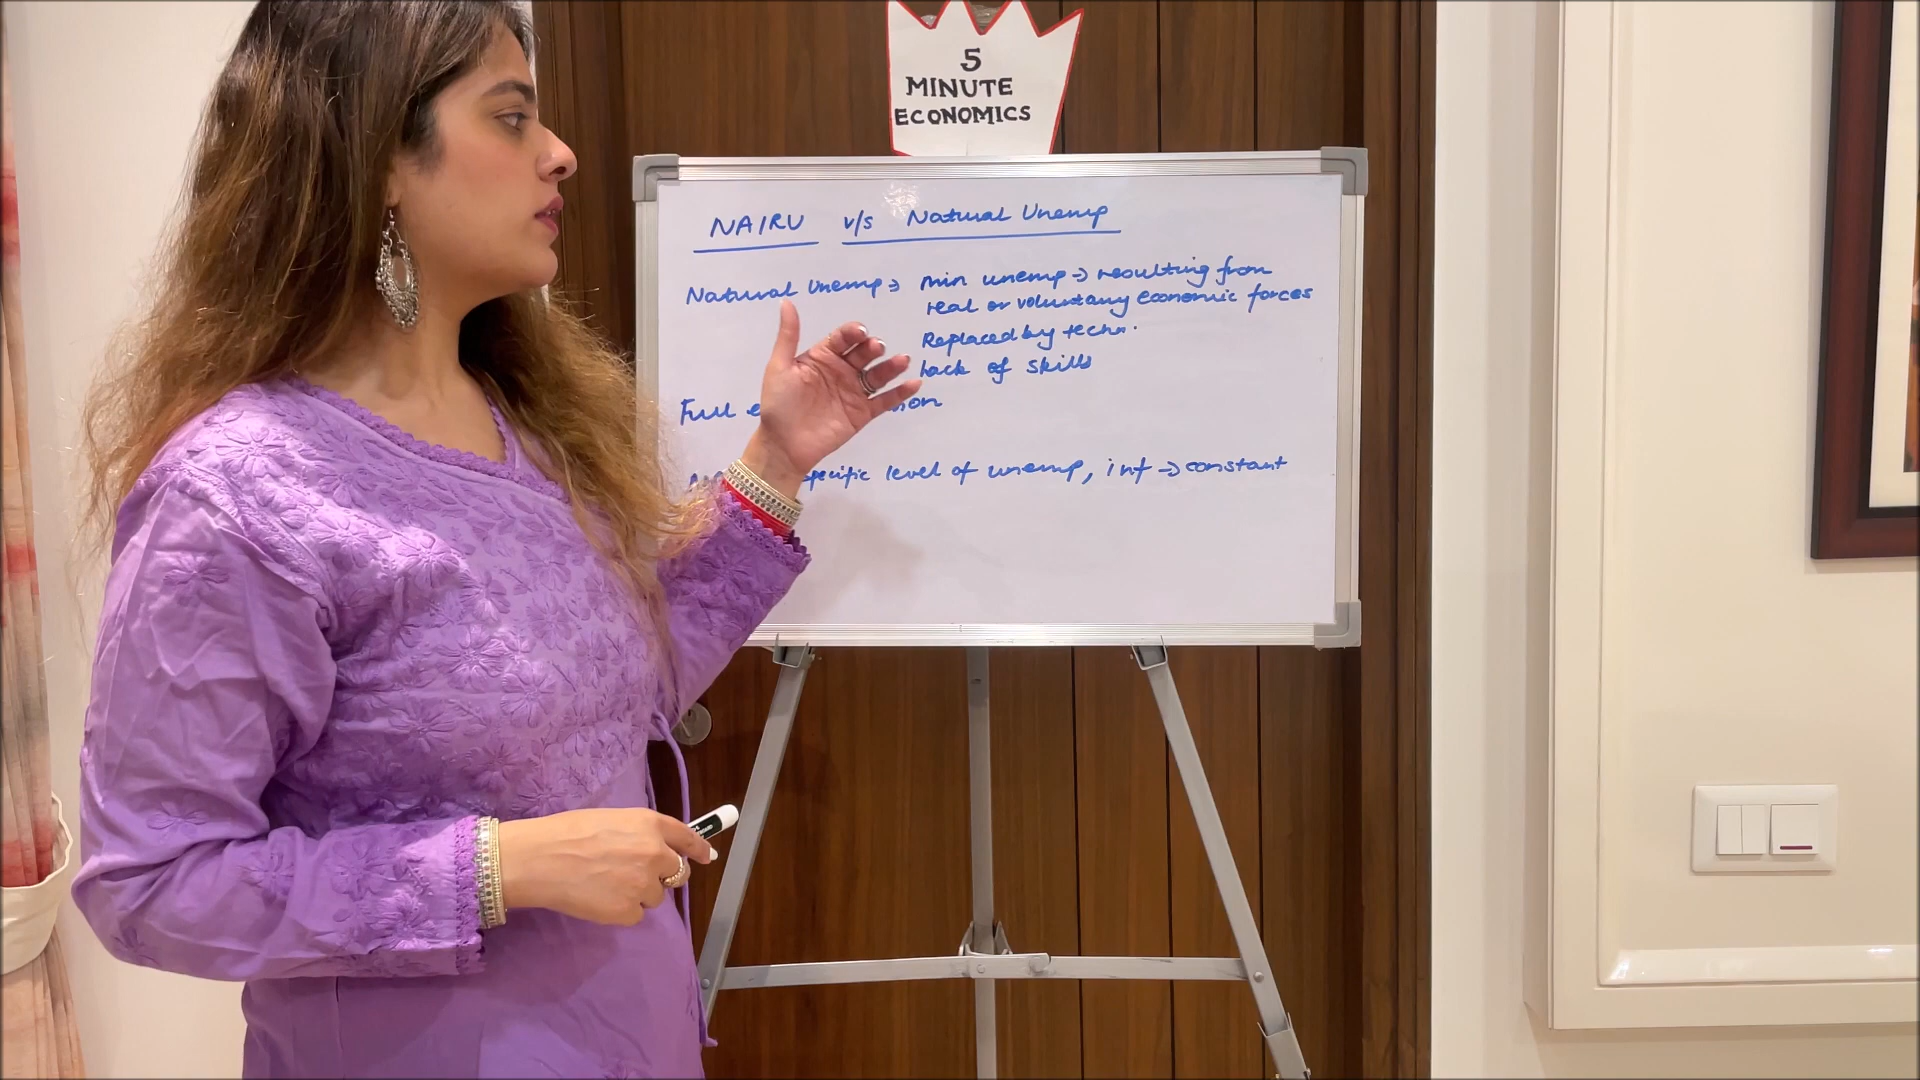 5
MINUTE
ECONOMICS
NAIRU v/s Natural Unemp
Natural Unemp → min unemp → resulting from
real or voluntary economic forces
Replaced by techn.
Lack of skills
Full
specific level of unemp, inf → constant